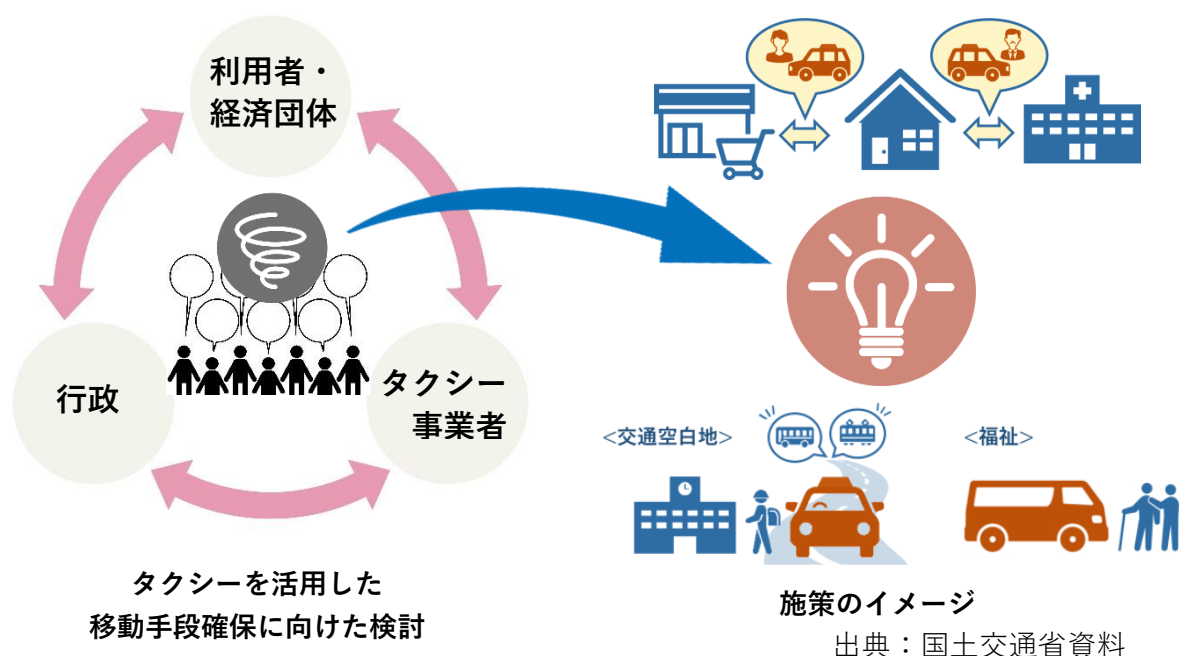 利用者・
経済団体
行政
タクシー
事業者
タクシーを活用した
移動手段確保に向けた検討
<交通空白地>
<福祉>
施策のイメージ
出典：国土交通省資料